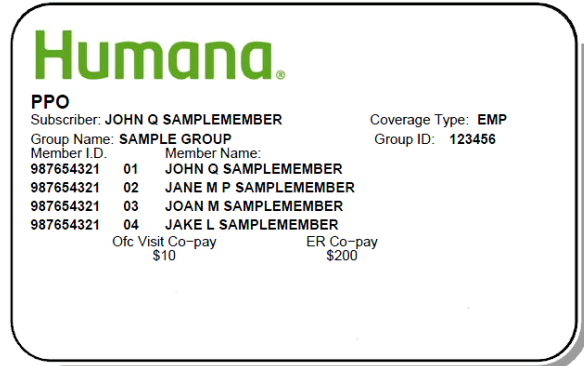 Humana®
PPO
Subscriber: JOHN Q SAMPLEMEMBER Coverage Type: EMP
Group Name: SAMPLE GROUP Group ID: 123456
Member I.D. Member Name:
987654321 01 JOHN Q SAMPLEMEMBER
987654321 02 JANE M P SAMPLEMEMBER
987654321 03 JOAN M SAMPLEMEMBER
987654321 04 JAKE L SAMPLEMEMBER
Ofc Visit Co-pay ER Co-pay
$10 $200